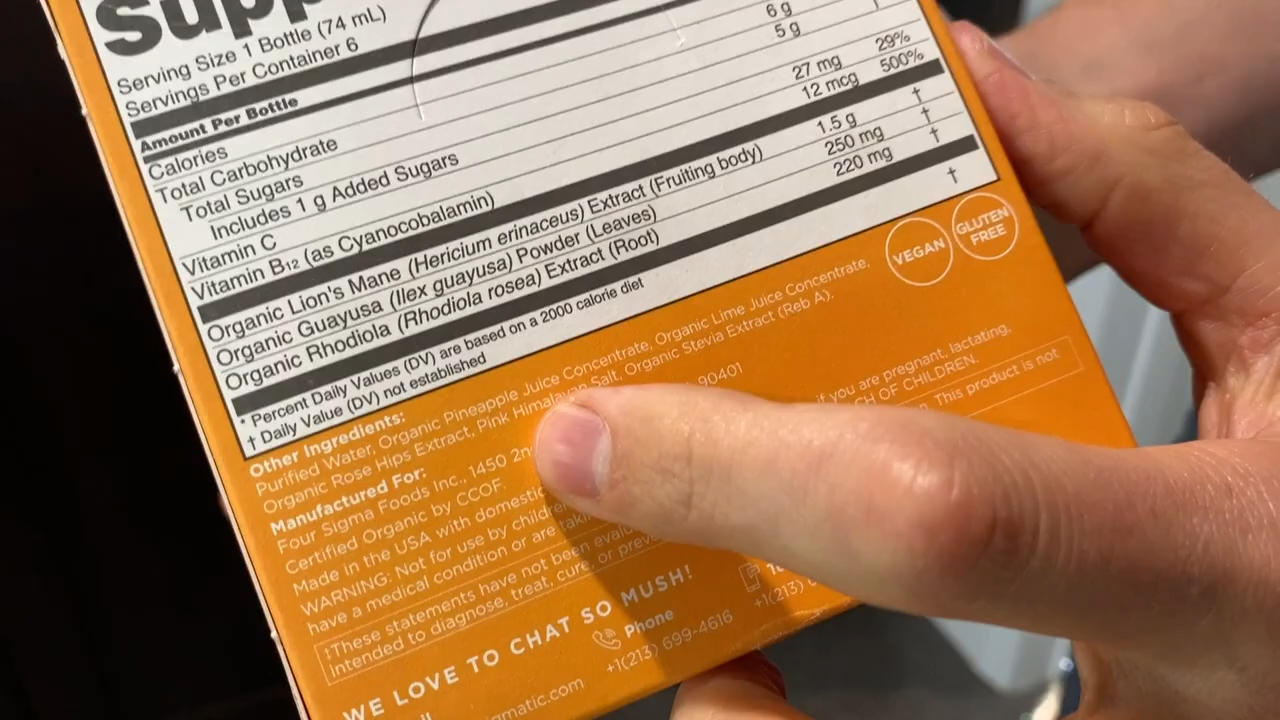 Supp
Serving Size 1 Bottle (74 mL)
Servings Per Container 6
Amount Per Bottle
Calories
Total Carbohydrate 6 g †
Total Sugars 5 g
Includes 1 g Added Sugars
Vitamin C 27 mg 29%
Vitamin B12 (as Cyanocobalamin) 12 mcg 500%
Organic Lion's Mane (Hericium erinaceus) Extract (Fruiting body) 1.5 g †
Organic Guayusa (Ilex guayusa) Powder (Leaves) 250 mg †
Organic Rhodiola (Rhodiola rosea) Extract (Root) 220 mg †
* Percent Daily Values (DV) are based on a 2000 calorie diet †
† Daily Value (DV) not established
VEGAN
GLUTEN
FREE
Other Ingredients:
Purified Water, Organic Pineapple Juice Concentrate, Organic Lime Juice Concentrate,
Organic Rose Hips Extract, Pink Himalayan Salt, Organic Stevia Extract (Reb A).
Manufactured For:
Four Sigma Foods Inc., 1450 2n 90401
Certified Organic by CCOF
Made in the USA with domestic
WARNING: Not for use by children if you are pregnant, lactating,
have a medical condition or are taki CH OF CHILDREN.
†These statements have not been evalu n. This product is not
intended to diagnose, treat, cure, or preve
WE LOVE TO CHAT SO MUSH!
Phone
+1(213) 699-4616
+1(213)
gmatic.com